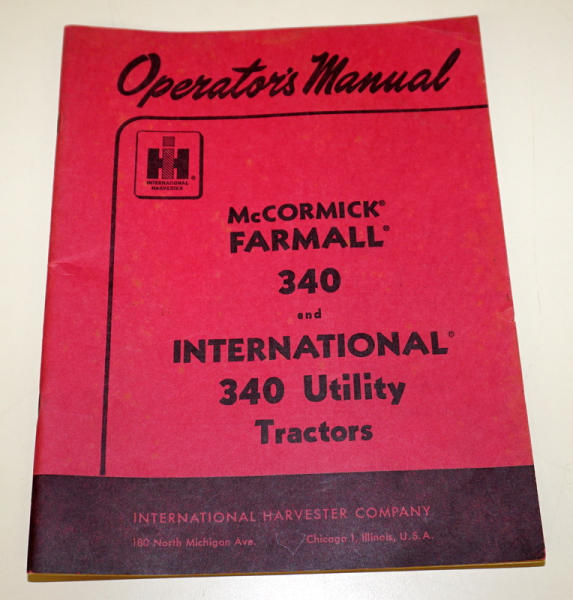 Operator's Manual
IH
®
INTERNATIONAL
HARVESTER
McCORMICK®
FARMALL®
340
and
INTERNATIONAL®
340 Utility
Tractors
INTERNATIONAL HARVESTER COMPANY
180 North Michigan Ave. Chicago 1, Illinois, U.S.A.